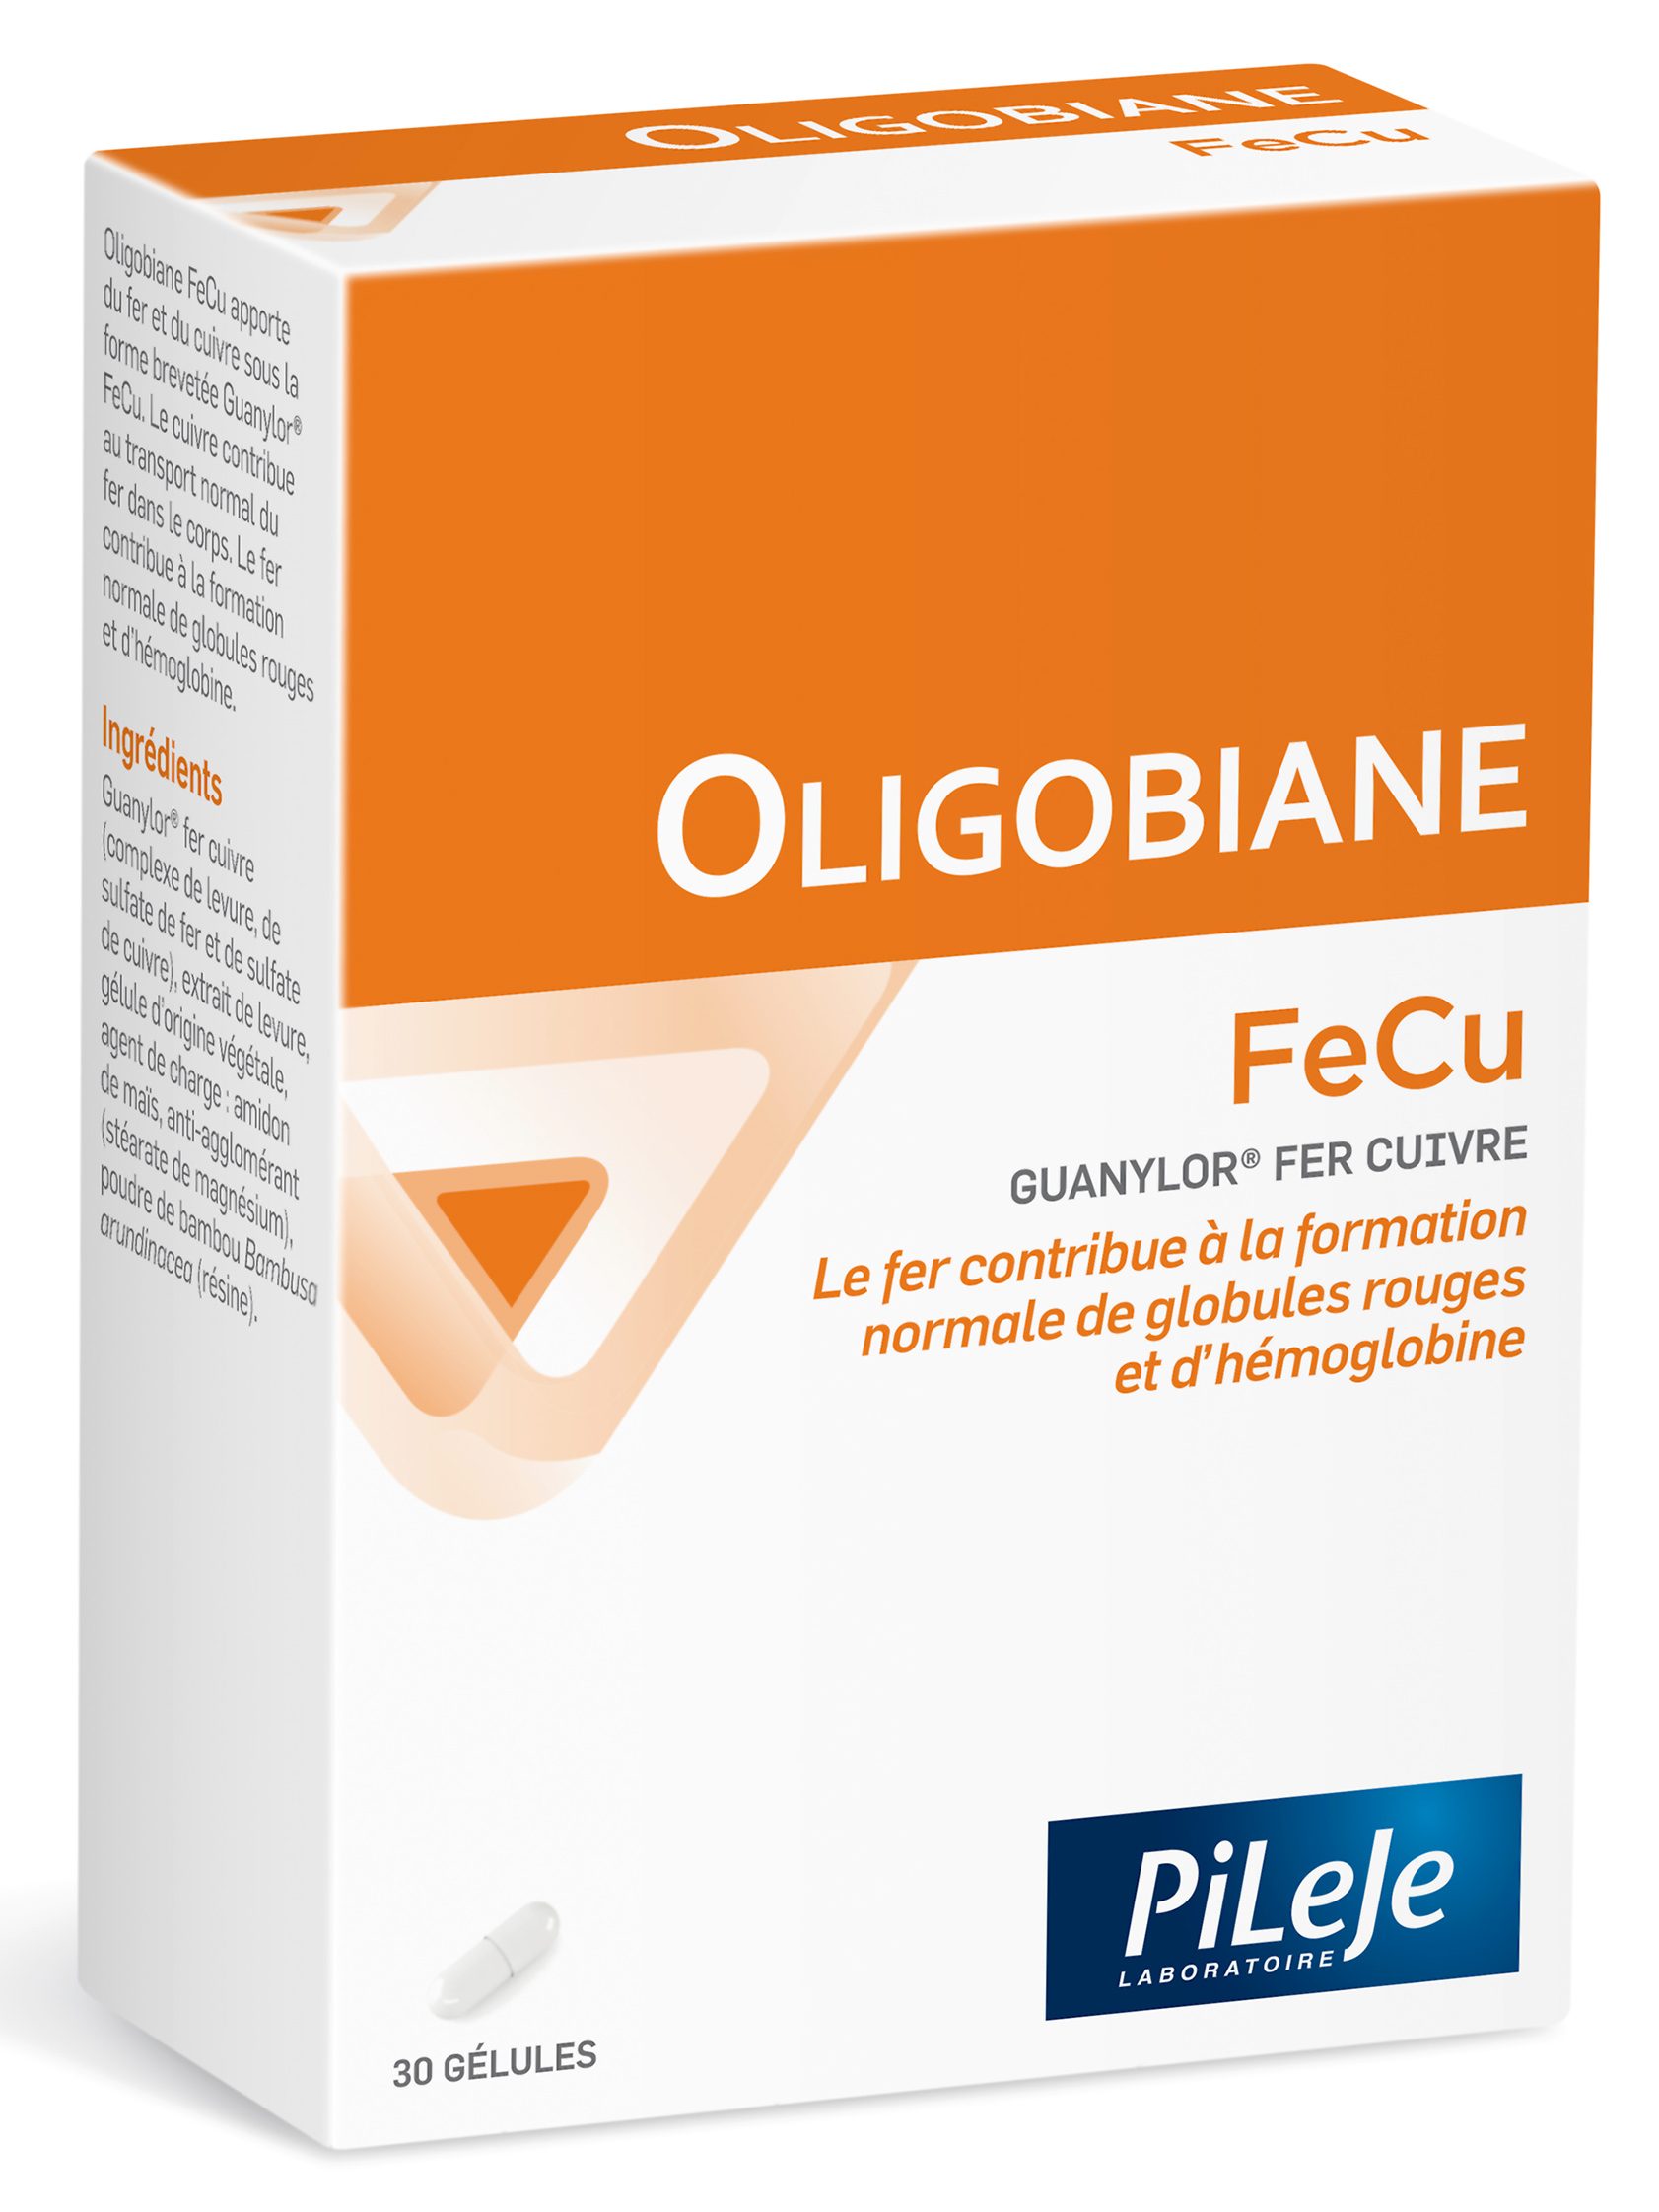 OLIGOBIANE
FeCu
Oligobiane FeCu apporte
du fer et du cuivre sous la
forme brevetée Guanylor®
FeCu. Le cuivre contribue
au transport normal du
fer dans le corps. Le fer
contribue à la formation
normale de globules rouges
et d'hémoglobine.
Ingrédients
Guanylor® fer cuivre
(complexe de levure, de
sulfate de fer et de sulfate
de cuivre), extrait de levure,
gélule d'origine végétale,
agent de charge : amidon
de maïs, anti-agglomérant
(stéarate de magnésium),
poudre de bambou Bambusa
arundinacea (résine).
OLIGOBIANE
FeCu
GUANYLOR® FER CUIVRE
Le fer contribue à la formation
normale de globules rouges
et d'hémoglobine
PiLeJe
LABORATOIRE
30 GÉLULES